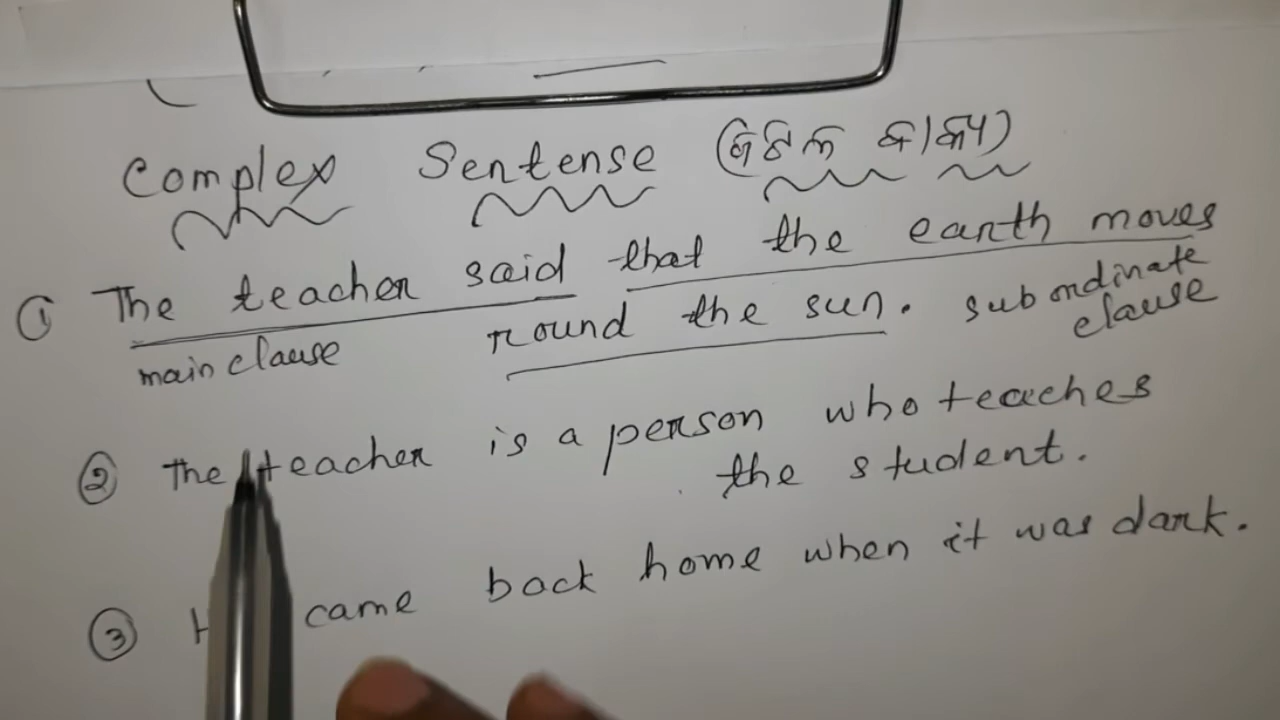 Complex Sentense (ଜଟିଳ ବାକ୍ୟ)
① The teacher said that the earth moves
round the sun. subordinate
clause
main clause
② The teacher is a person who teaches
the student.
③ came back home when it was dark.